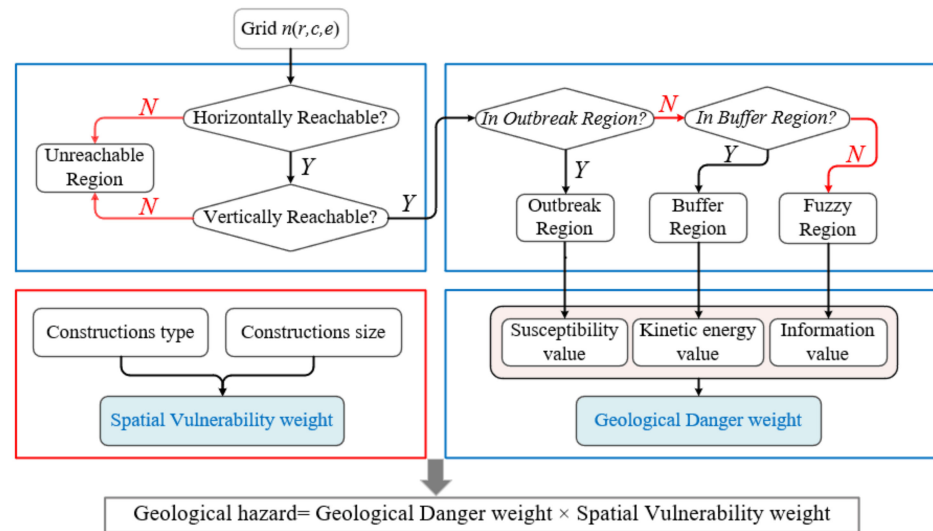 Grid n(r,c,e)
Horizontally Reachable?
N
Unreachable
Region
Y
N
Vertically Reachable?
Y
In Outbreak Region?
N
In Buffer Region?
Y
Y
N
Outbreak
Region
Buffer
Region
Fuzzy
Region
Constructions type
Constructions size
Spatial Vulnerability weight
Susceptibility
value
Kinetic energy
value
Information
value
Geological Danger weight
Geological hazard= Geological Danger weight × Spatial Vulnerability weight